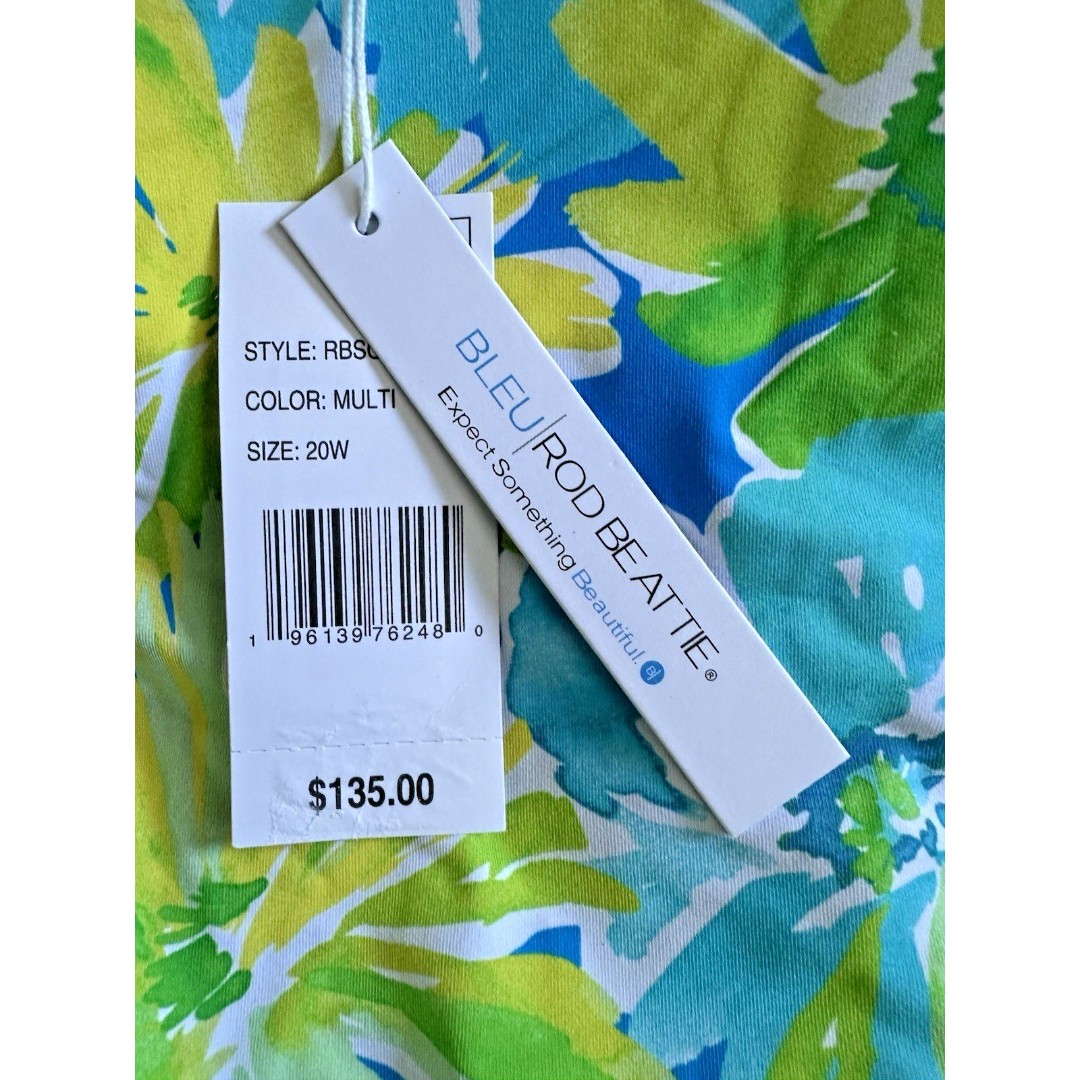 STYLE: RBSC
COLOR: MULTI
SIZE: 20W
1 96139 76248 0
$135.00
BLEU/ROD BEATTIE®
Expect Something Beautiful. B/